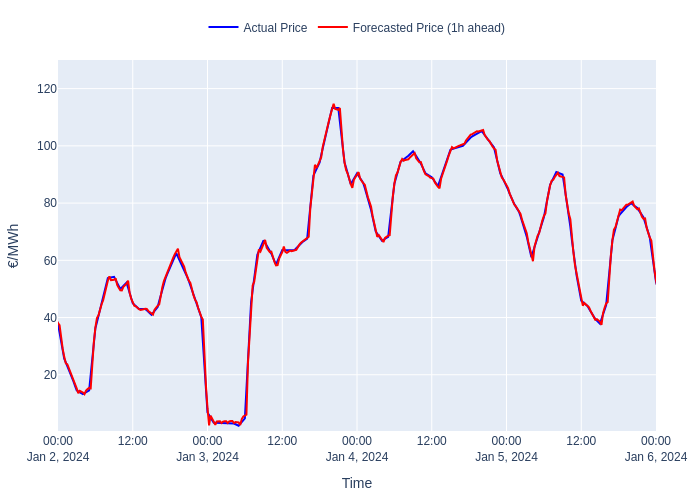 Actual Price
Forecasted Price (1h ahead)
120
100
80
60
40
20
€/MWh
00:00
Jan 2, 2024
12:00
00:00
Jan 3, 2024
12:00
00:00
Jan 4, 2024
12:00
00:00
Jan 5, 2024
12:00
00:00
Jan 6, 2024
Time